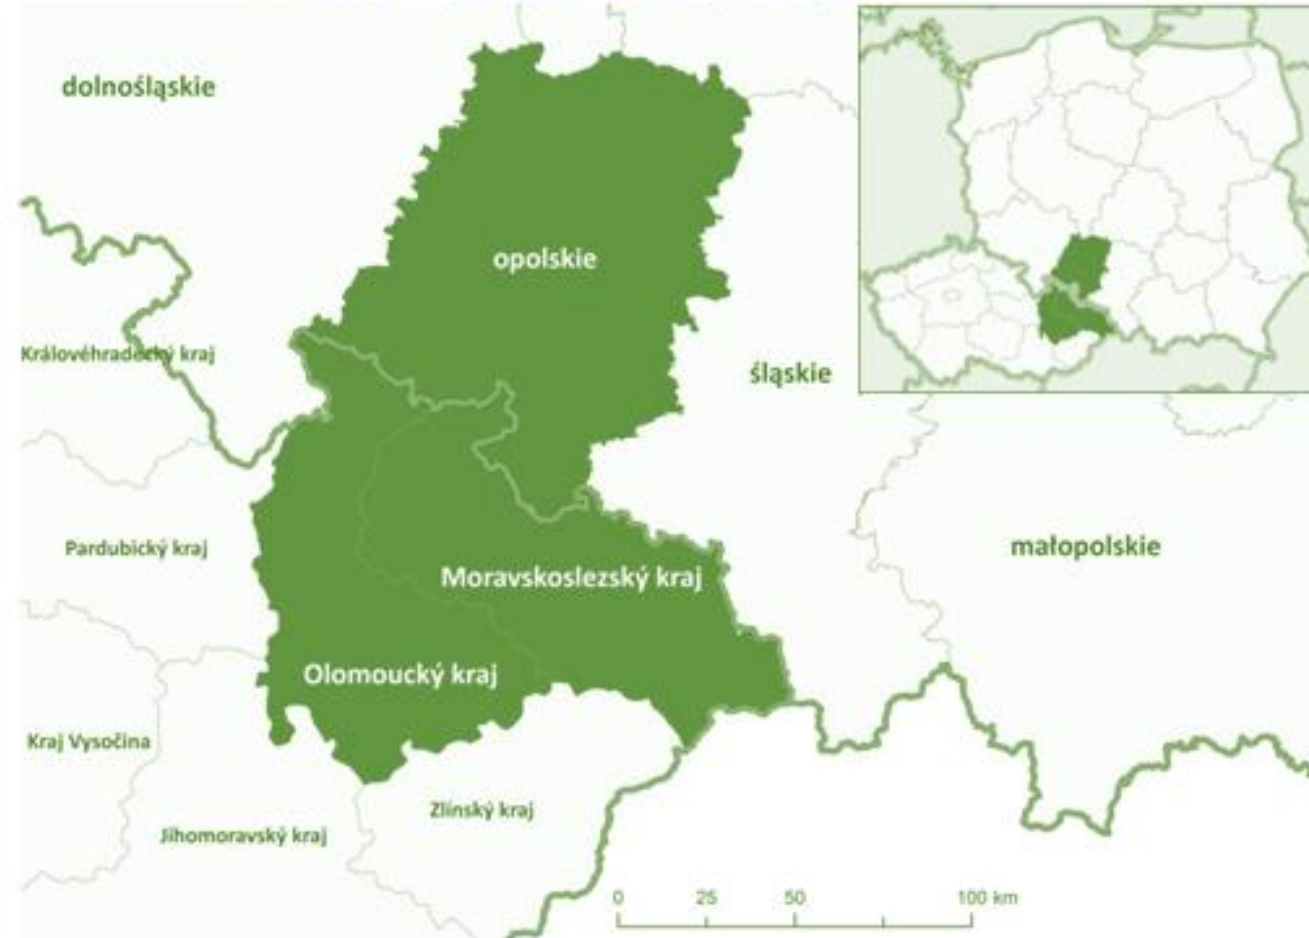 dolnośląskie
opolskie
Královéhradecký kraj
śląskie
Pardubický kraj
małopolskie
Moravskoslezský kraj
Olomoucký kraj
Kraj Vysočina
Zlínský kraj
Jihomoravský kraj
0 25 50 100 km